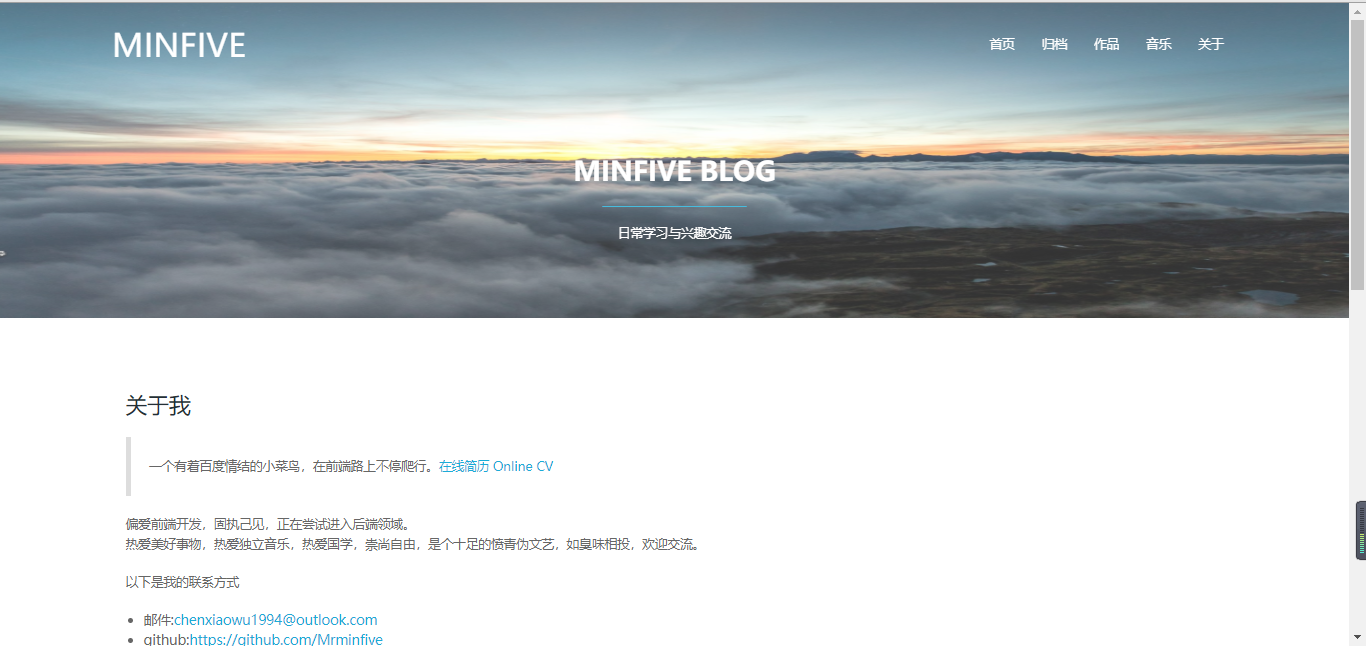 MINFIVE
首页 归档 作品 音乐 关于
MINFIVE BLOG
日常学习与兴趣交流
关于我
一个有着百度情结的小菜鸟，在前端路上不停爬行。在线简历 Online CV
偏爱前端开发，固执己见，正在尝试进入后端领域。
热爱美好事物，热爱独立音乐，热爱国学，崇尚自由，是个十足的愤青伪文艺，如臭味相投，欢迎交流。
以下是我的联系方式
邮件:chenxiaowu1994@outlook.com
github:https://github.com/Mrminfive